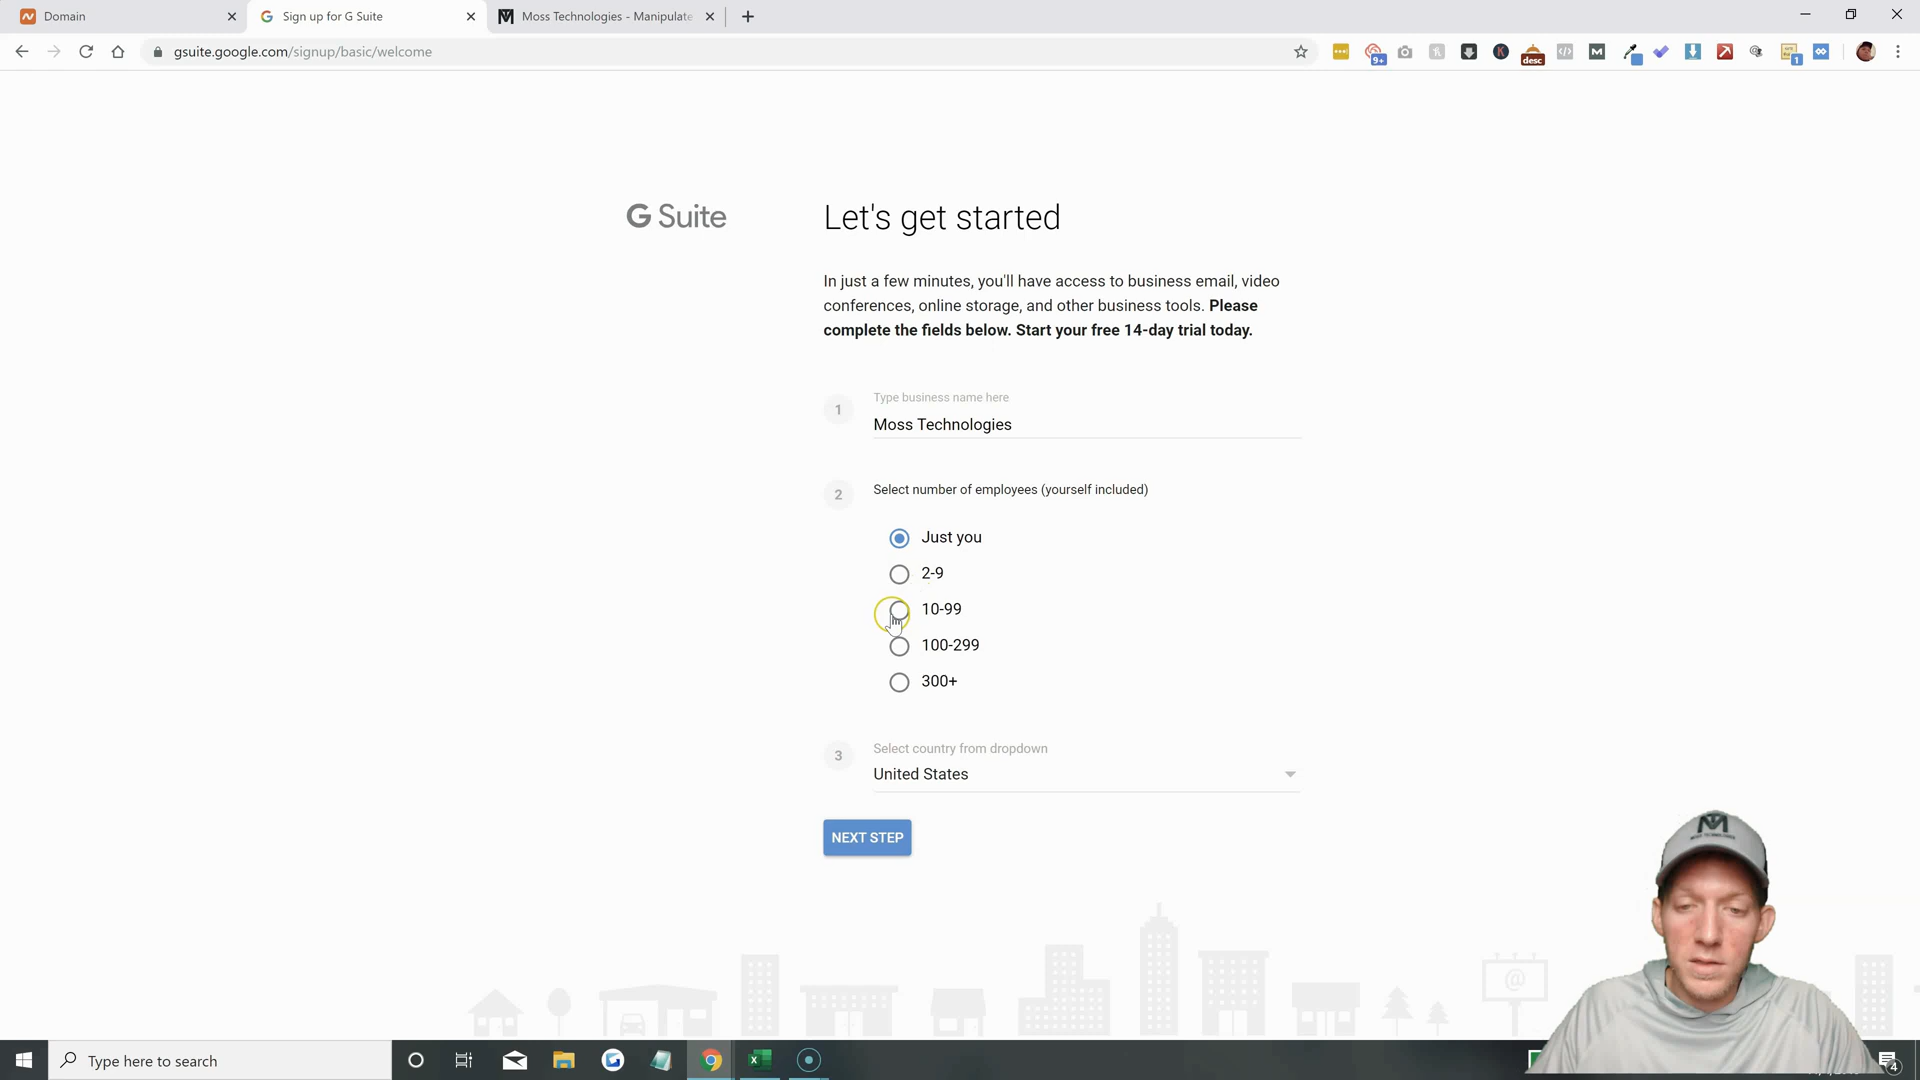 Domain
Sign up for G Suite
Moss Technologies - Manipulate
gsuite.google.com/signup/basic/welcome
9+
desc
1
G Suite
Let's get started
In just a few minutes, you'll have access to business email, video
conferences, online storage, and other business tools. Please
complete the fields below. Start your free 14-day trial today.
1
Type business name here
Moss Technologies
2
Select number of employees (yourself included)
Just you
2-9
10-99
100-299
300+
3
Select country from dropdown
United States
NEXT STEP
@
Type here to search
4